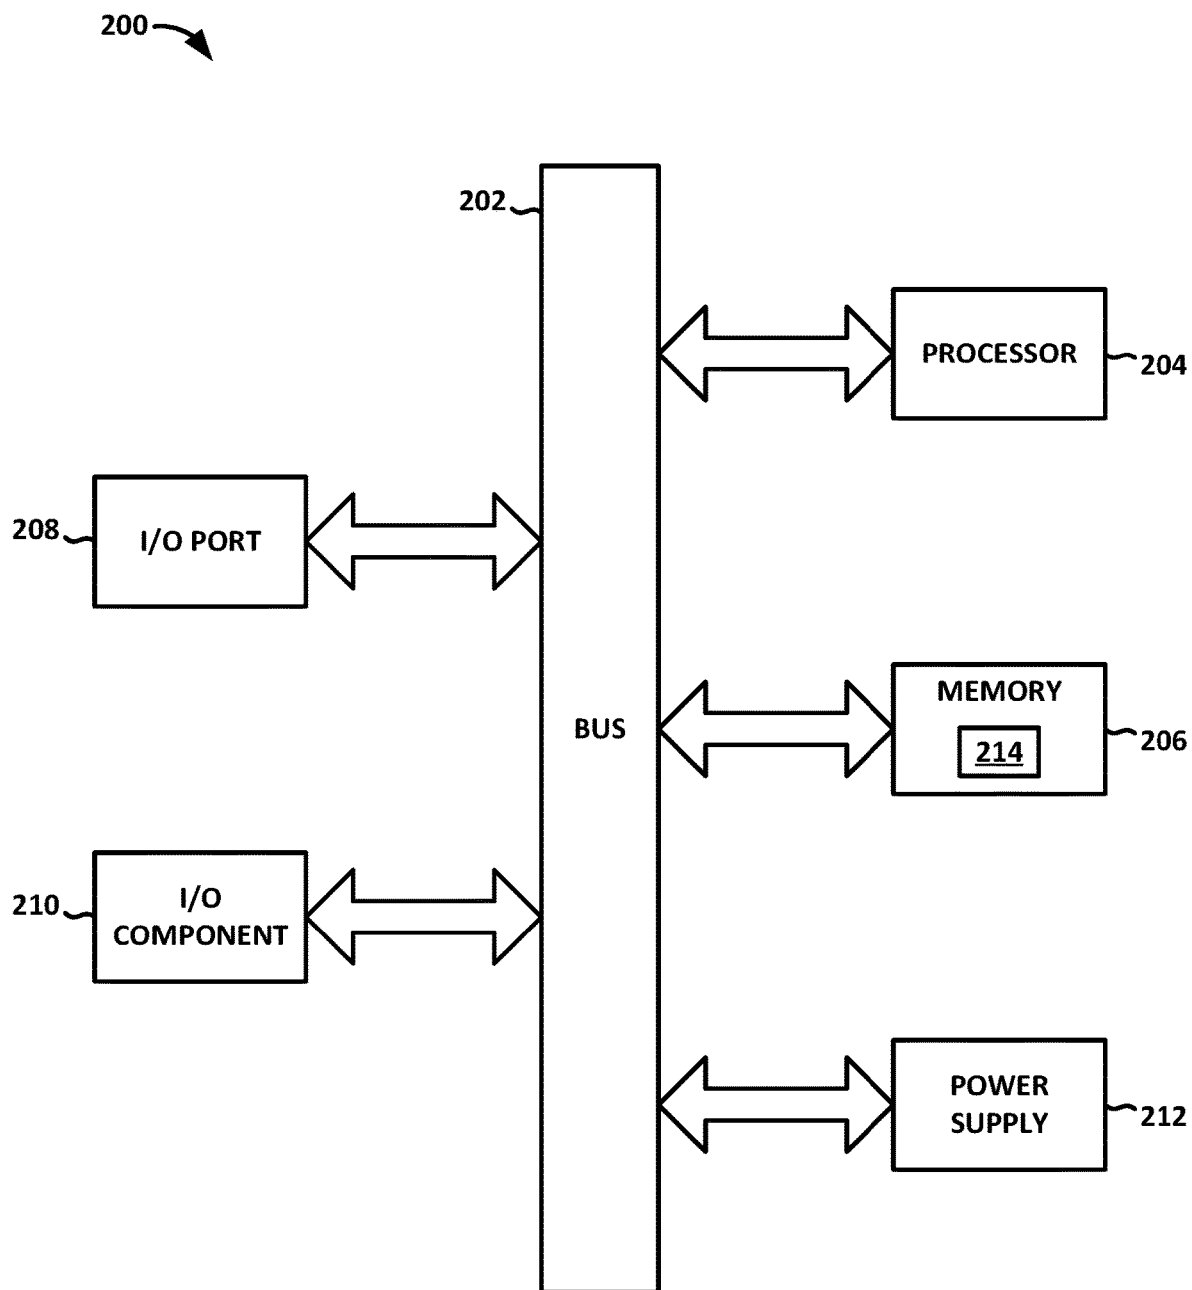 200
202
PROCESSOR
204
208
I/O PORT
MEMORY
214
206
BUS
210
I/O
COMPONENT
POWER
SUPPLY
212